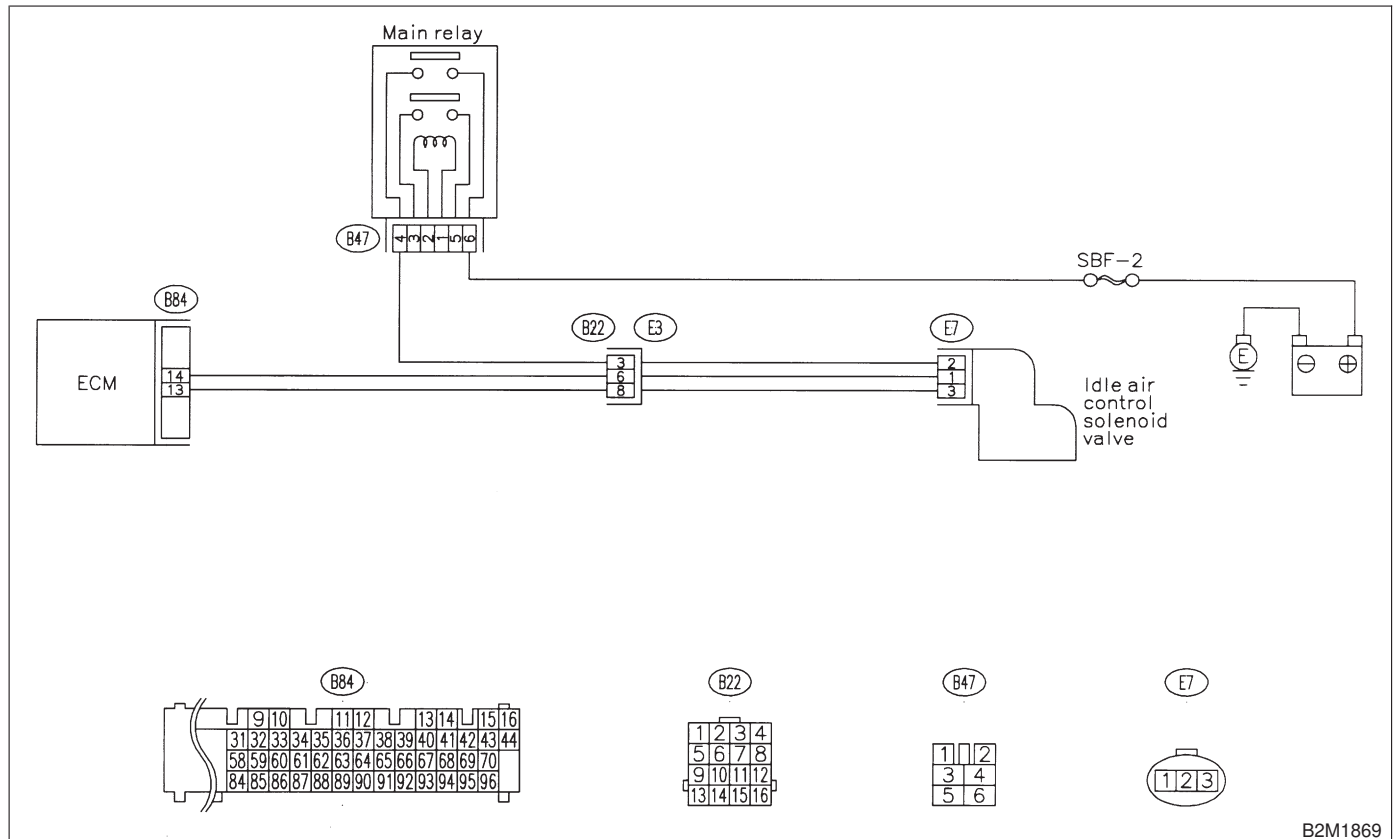 Main relay
B47
4 3 2 1 5 6
SBF-2
B84
B22
E3
E7
E
ECM
14
13
3
6
8
2
1
3
⊖ ⊕
Idle air
control
solenoid
valve
B84
B22
B47
E7
9 10 11 12 13 14 15 16
31 32 33 34 35 36 37 38 39 40 41 42 43 44
58 59 60 61 62 63 64 65 66 67 68 69 70
84 85 86 87 88 89 90 91 92 93 94 95 96
1 2 3 4
5 6 7 8
9 10 11 12
13 14 15 16
1 2
3 4
5 6
1 2 3
B2M1869